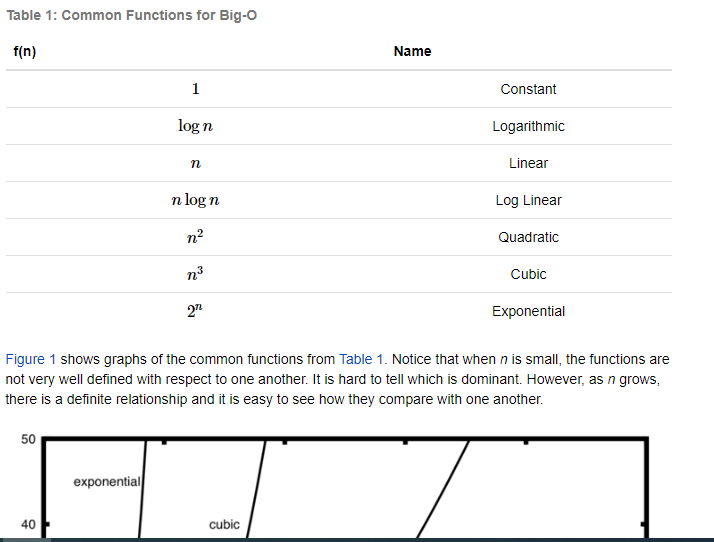 Table 1: Common Functions for Big-O
f(n) Name
1 Constant
log n Logarithmic
n Linear
n log n Log Linear
n² Quadratic
n³ Cubic
2ⁿ Exponential
Figure 1 shows graphs of the common functions from Table 1. Notice that when n is small, the functions are
not very well defined with respect to one another. It is hard to tell which is dominant. However, as n grows,
there is a definite relationship and it is easy to see how they compare with one another.
50
exponential
40
cubic